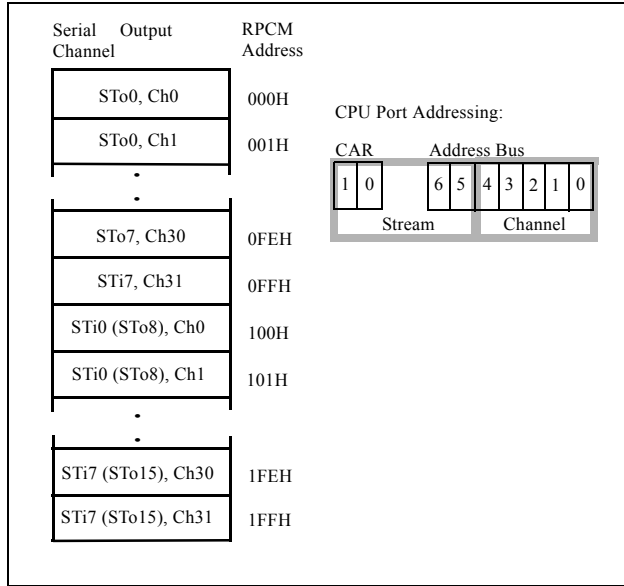 Serial Output Channel
RPCM Address
STo0, Ch0
000H
STo0, Ch1
001H
STo7, Ch30
0FEH
STi7, Ch31
0FFH
STi0 (STo8), Ch0
100H
STi0 (STo8), Ch1
101H
STi7 (STo15), Ch30
1FEH
STi7 (STo15), Ch31
1FFH
CPU Port Addressing:
CAR
Address Bus
1 0
6 5 4 3 2 1 0
Stream
Channel